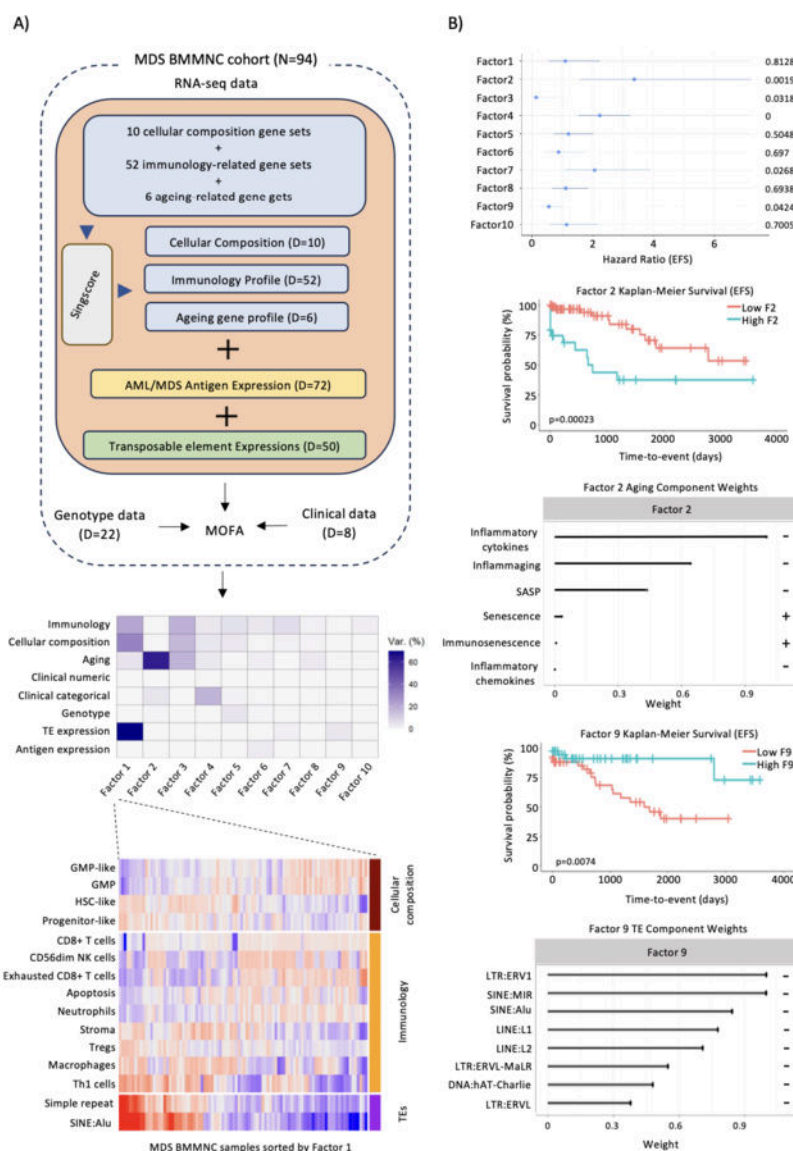 A)
MDS BMMNC cohort (N=94)
RNA-seq data
10 cellular composition gene sets
+
52 immunology-related gene sets
+
6 ageing-related gene gets
Singscore
Cellular Composition (D=10)
Immunology Profile (D=52)
Ageing gene profile (D=6)
+
AML/MDS Antigen Expression (D=72)
+
Transposable element Expressions (D=50)
Genotype data
(D=22)
MOFA
Clinical data
(D=8)
Immunology
Cellular composition
Aging
Clinical numeric
Clinical categorical
Genotype
TE expression
Antigen expression
Var. (%)
60
40
20
0
Factor 1
Factor 2
Factor 3
Factor 4
Factor 5
Factor 6
Factor 7
Factor 8
Factor 9
Factor 10
GMP-like
GMP
HSC-like
Progenitor-like
CD8+ T cells
CD56dim NK cells
Exhausted CD8+ T cells
Apoptosis
Neutrophils
Stroma
Tregs
Macrophages
Th1 cells
Simple repeat
SINE:Alu
Cellular
composition
Immunology
TEs
MDS BMMNC samples sorted by Factor 1
B)
Factor1 0.8128
Factor2 0.0019
Factor3 0.0318
Factor4 0
Factor5 0.5048
Factor6 0.697
Factor7 0.0268
Factor8 0.6938
Factor9 0.0424
Factor10 0.7005
0 2 4 6
Hazard Ratio (EFS)
Factor 2 Kaplan-Meier Survival (EFS)
Low F2
High F2
Survival probability (%)
100
75
50
25
0
p=0.00023
0 1000 2000 3000 4000
Time-to-event (days)
Factor 2 Aging Component Weights
Factor 2
Inflammatory
cytokines -
Inflammaging -
SASP -
Senescence +
Immunosenescence +
Inflammatory
chemokines -
0 0.3 0.6 0.9
Weight
Factor 9 Kaplan-Meier Survival (EFS)
Low F9
High F9
Survival probability (%)
100
75
50
25
0
p=0.0074
0 1000 2000 3000 4000
Time-to-event (days)
Factor 9 TE Component Weights
Factor 9
LTR:ERV1 -
SINE:MIR -
SINE:Alu -
LINE:L1 -
LINE:L2 -
LTR:ERVL-MaLR -
DNA:hAT-Charlie -
LTR:ERVL -
0 0.3 0.6 0.9
Weight